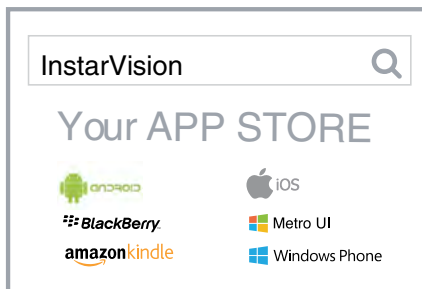 InstarVision
Your APP STORE
ANDROID iOS
BlackBerry. Metro UI
amazonkindle Windows Phone